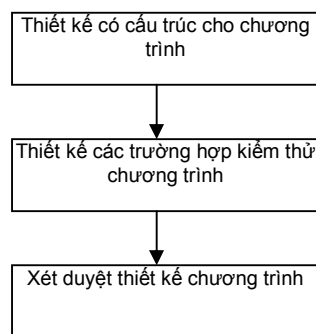 Thiết kế có cấu trúc cho chương
trình
Thiết kế các trường hợp kiểm thử
chương trình
Xét duyệt thiết kế chương trình